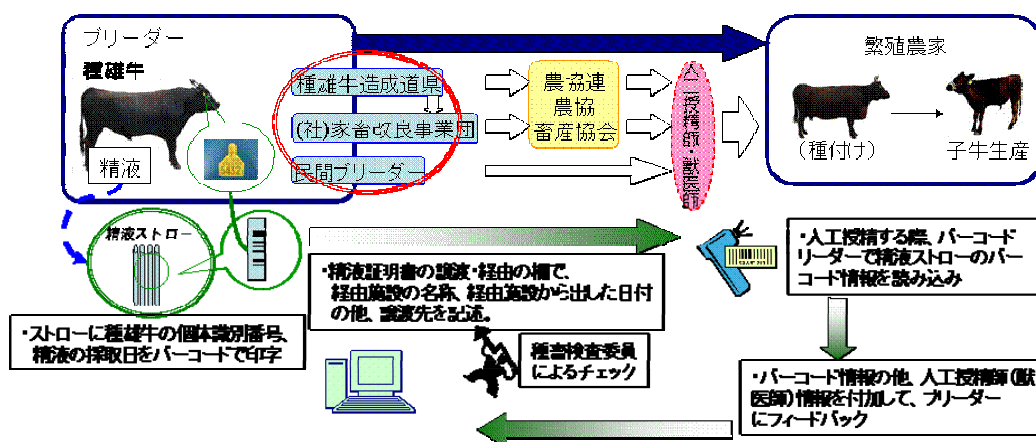 ブリーダー
種雄牛
精液
種雄牛造成道県
(社)家畜改良事業団
民間ブリーダー
農協連
農協
畜産協会
人工授精師・獣医師
繁殖農家
(種付け)
子牛生産
精液ストロー
・ストローに種雄牛の個体識別番号、
精液の採取日をバーコードで印字
・精液証明書の譲渡・経由の欄で、
経由施設の名称、経由施設から出した日付
の他、譲渡先を記述。
種畜検査委員
によるチェック
・人工授精する際、バーコード
リーダーで精液ストローのバー
コード情報を読み込み
・バーコード情報の他、人工授精師(獣
医師)情報を付加して、ブリーダー
にフィードバック